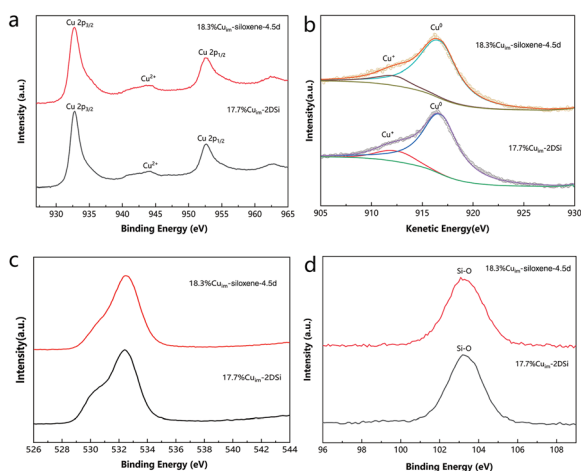 a
18.3%Cuim-siloxene-4.5d
Cu 2p3/2
Cu2+
Cu 2p1/2
Cu 2p3/2
17.7%Cuim-2DSi
Cu2+
Cu 2p1/2
Intensity (a.u.)
930 935 940 945 950 955 960 965
Binding Energy (eV)
b
Cu0
18.3%Cuim-siloxene-4.5d
Cu+
Cu0
17.7%Cuim-2DSi
Cu+
Intensity (a.u.)
905 910 915 920 925 930
Kenetic Energy(eV)
c
18.3%Cuim-siloxene-4.5d
17.7%Cuim-2DSi
Intensity(a.u.)
526 528 530 532 534 536 538 540 542 544
Binding Energy (eV)
d
Si-O
18.3%Cuim-siloxene-4.5d
Si-O
17.7%Cuim-2DSi
Intensity(a.u.)
96 98 100 102 104 106 108
Binding Energy (eV)